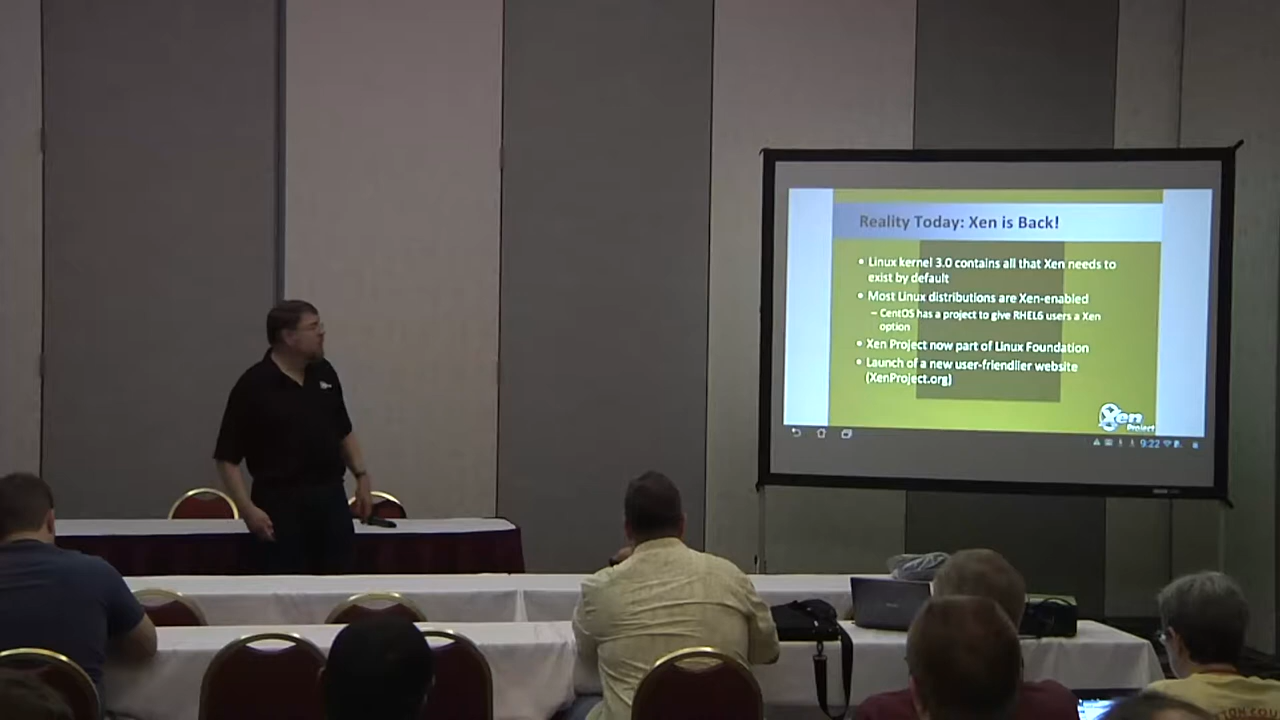 Reality Today: Xen is Back!
• Linux kernel 3.0 contains all that Xen needs to
exist by default
• Most Linux distributions are Xen-enabled
– CentOS has a project to give RHEL6 users a Xen
option
• Xen Project now part of Linux Foundation
• Launch of a new user-friendlier website
(XenProject.org)
Xen
Project
9:22